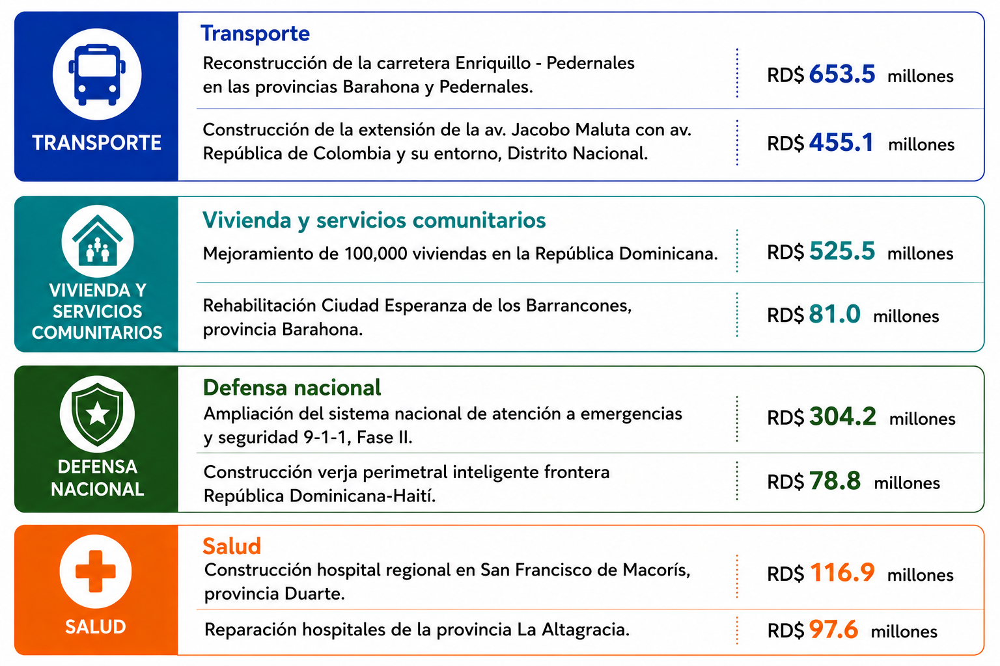 TRANSPORTE
Transporte
Reconstrucción de la carretera Enriquillo - Pedernales
en las provincias Barahona y Pedernales.
RD$ 653.5 millones
Construcción de la extensión de la av. Jacobo Maluta con av.
República de Colombia y su entorno, Distrito Nacional.
RD$ 455.1 millones
VIVIENDA Y
SERVICIOS
COMUNITARIOS
Vivienda y servicios comunitarios
Mejoramiento de 100,000 viviendas en la República Dominicana.
RD$ 525.5 millones
Rehabilitación Ciudad Esperanza de los Barrancones,
provincia Barahona.
RD$ 81.0 millones
DEFENSA
NACIONAL
Defensa nacional
Ampliación del sistema nacional de atención a emergencias
y seguridad 9-1-1, Fase II.
RD$ 304.2 millones
Construcción verja perimetral inteligente frontera
República Dominicana-Haití.
RD$ 78.8 millones
SALUD
Salud
Construcción hospital regional en San Francisco de Macorís,
provincia Duarte.
RD$ 116.9 millones
Reparación hospitales de la provincia La Altagracia.
RD$ 97.6 millones